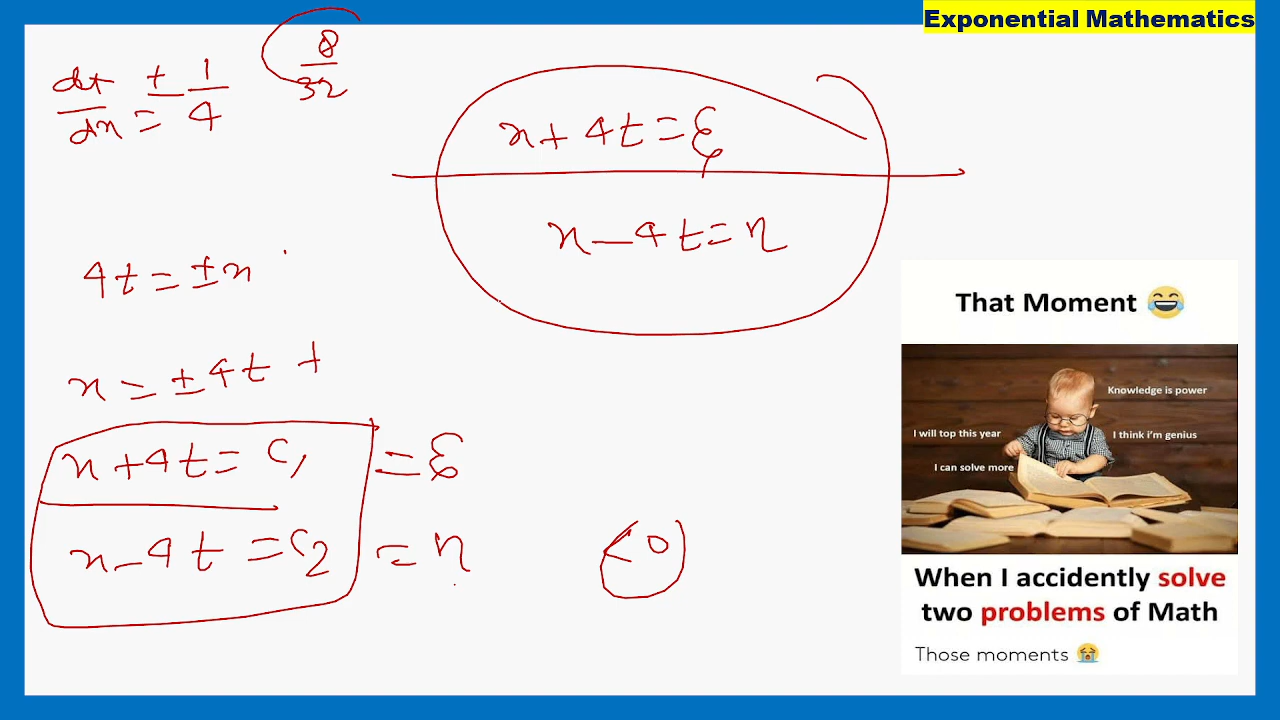 Exponential Mathematics
dt/dx = ± 1/4
8/32
x + 4t = ξ
x - 4t = η
4t = ± x
x = ± 4t +
x + 4t = c₁ = ξ
x - 4t = c₂ = η
< 0
That Moment 😂
Knowledge is power
I will top this year
I think i'm genius
I can solve more
When I accidently solve
two problems of Math
Those moments 😭